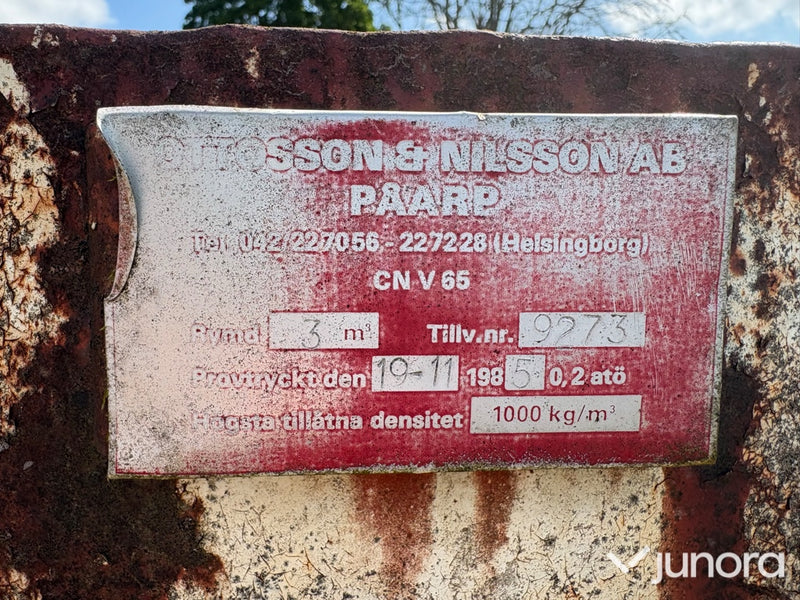 OTTOSSON & NILSSON AB
PÅARP
Tel. 042/227056 - 227228 (Helsingborg)
CN V 65
Rymd 3 m³ Tillv.nr. 9273
Provtryckt den 19-11 1985 0,2 atö
Högsta tillåtna densitet 1000 kg/m³
junora